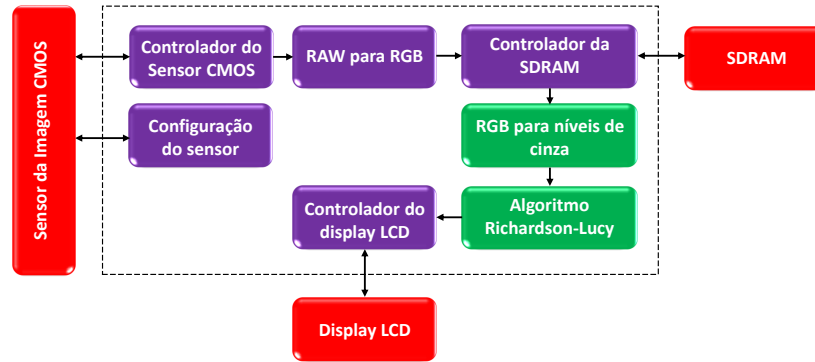 Sensor da Imagem CMOS
Controlador do
Sensor CMOS
RAW para RGB
Controlador da
SDRAM
SDRAM
Configuração
do sensor
RGB para níveis de
cinza
Controlador do
display LCD
Algoritmo
Richardson-Lucy
Display LCD